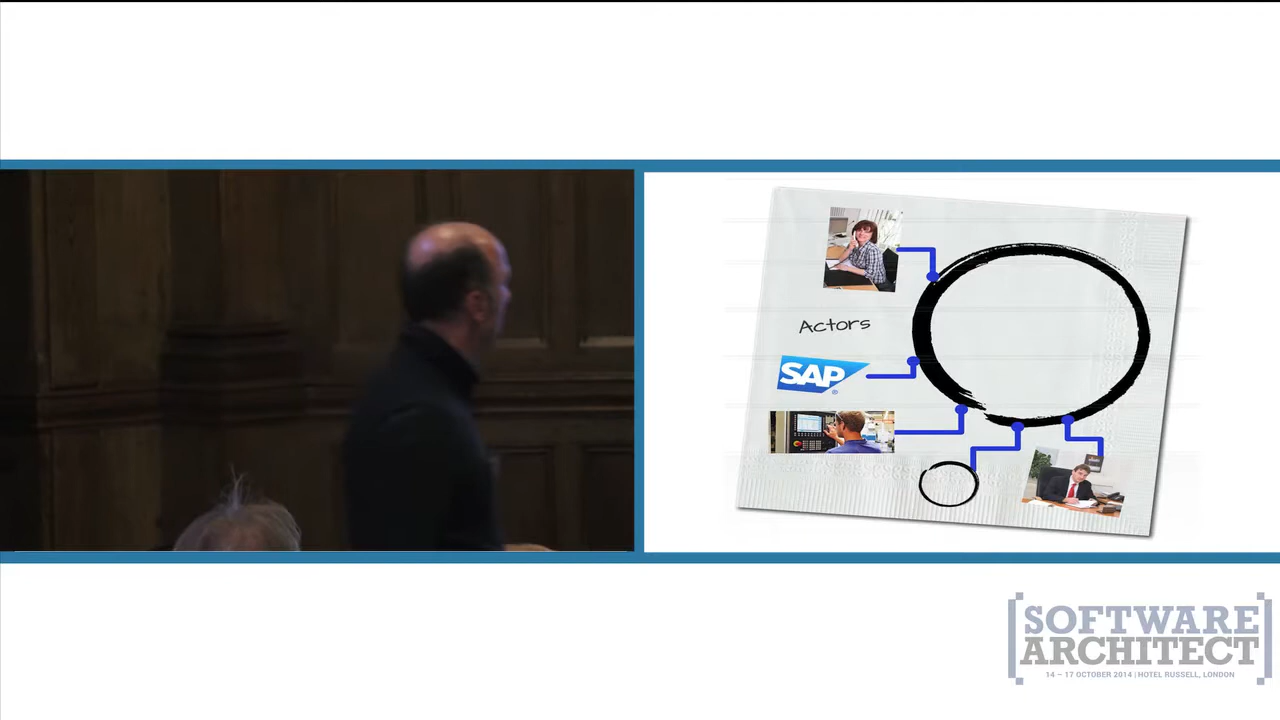 Actors
SAP
®
[SOFTWARE
ARCHITECT]
14 – 17 OCTOBER 2014 | HOTEL RUSSELL, LONDON